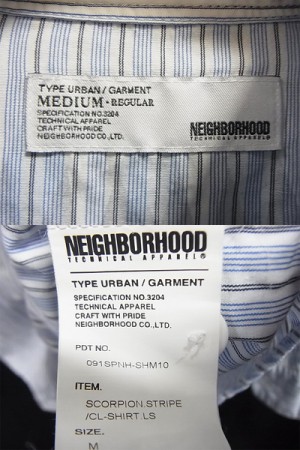 TYPE URBAN / GARMENT
MEDIUM - REGULAR
SPECIFICATION NO.3204
TECHNICAL APPAREL
CRAFT WITH PRIDE
NEIGHBORHOOD CO.,LTD.
NEIGHBORHOOD
TECHNICAL APPAREL
NEIGHBORHOOD
TECHNICAL APPAREL
TYPE URBAN / GARMENT
SPECIFICATION NO.3204
TECHNICAL APPAREL
CRAFT WITH PRIDE
NEIGHBORHOOD CO.,LTD.
PDT NO.
091SPNH-SHM10
ITEM.
SCORPION.STRIPE
/CL-SHIRT.LS
SIZE.
M